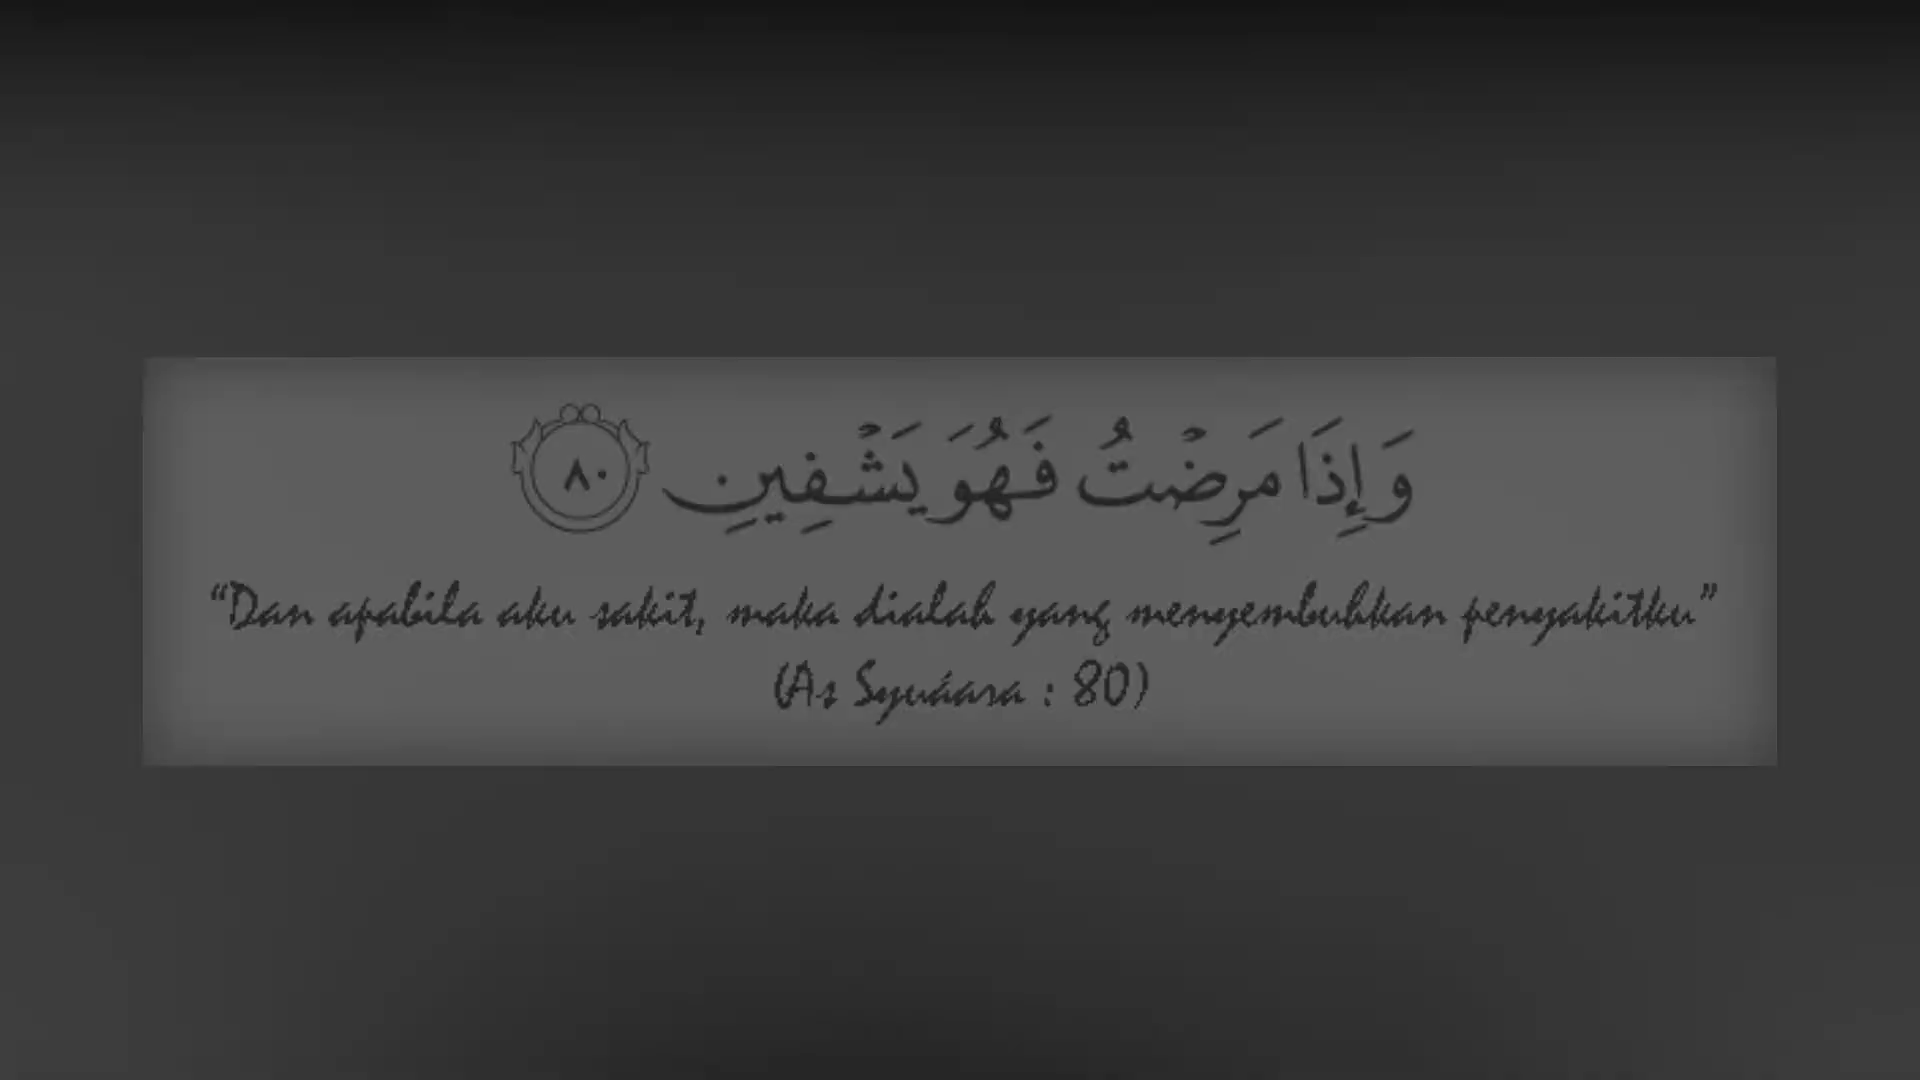 وَإِذَا مَرِضْتُ فَهُوَ يَشْفِينِ ٨٠
“Dan apabila aku sakit, maka dialah yang menyembuhkan penyakitku”
(As Syuáara : 80)